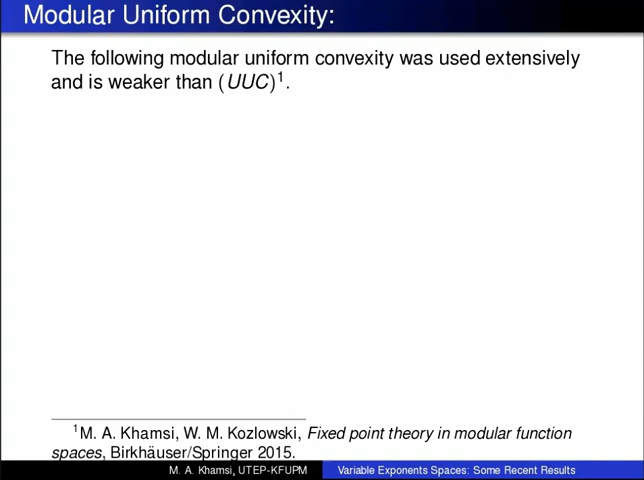 Modular Uniform Convexity:
The following modular uniform convexity was used extensively
and is weaker than (UUC)¹.
¹M. A. Khamsi, W. M. Kozlowski, Fixed point theory in modular function
spaces, Birkhäuser/Springer 2015.
M. A. Khamsi, UTEP-KFUPM Variable Exponents Spaces: Some Recent Results